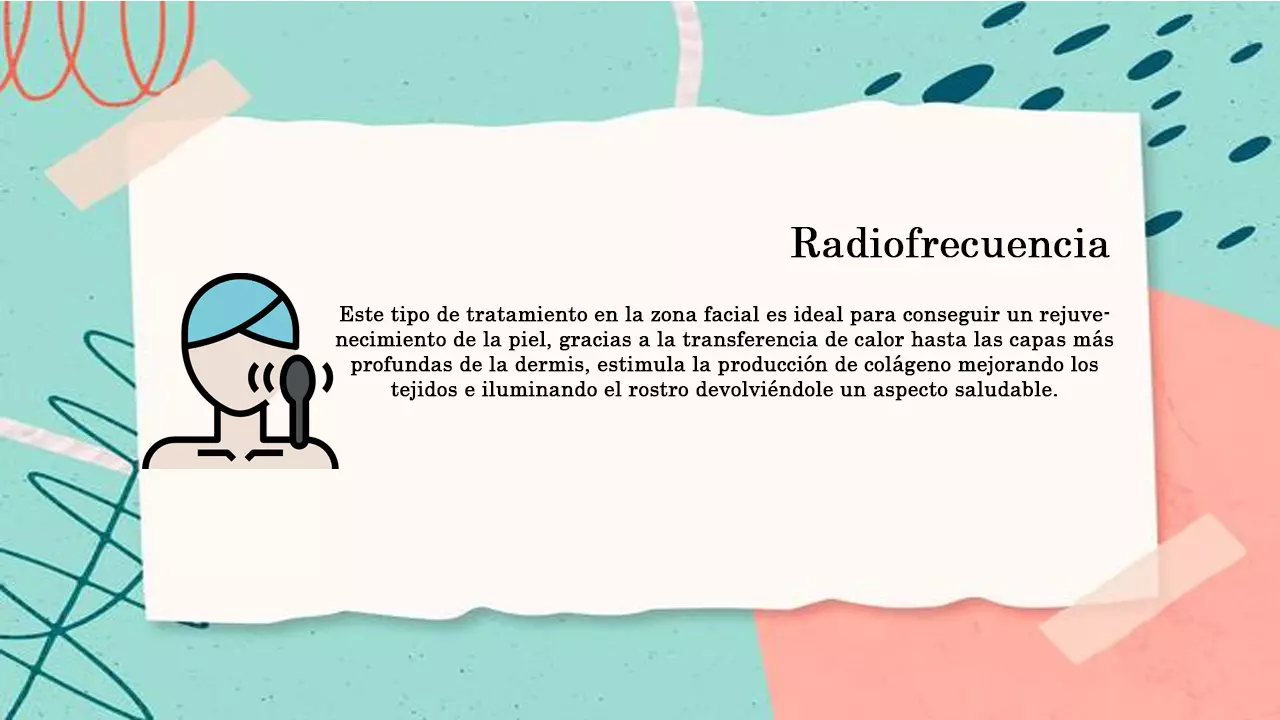 Radiofrecuencia
Este tipo de tratamiento en la zona facial es ideal para conseguir un rejuve-
necimiento de la piel, gracias a la transferencia de calor hasta las capas más
profundas de la dermis, estimula la producción de colágeno mejorando los
tejidos e iluminando el rostro devolviéndole un aspecto saludable.